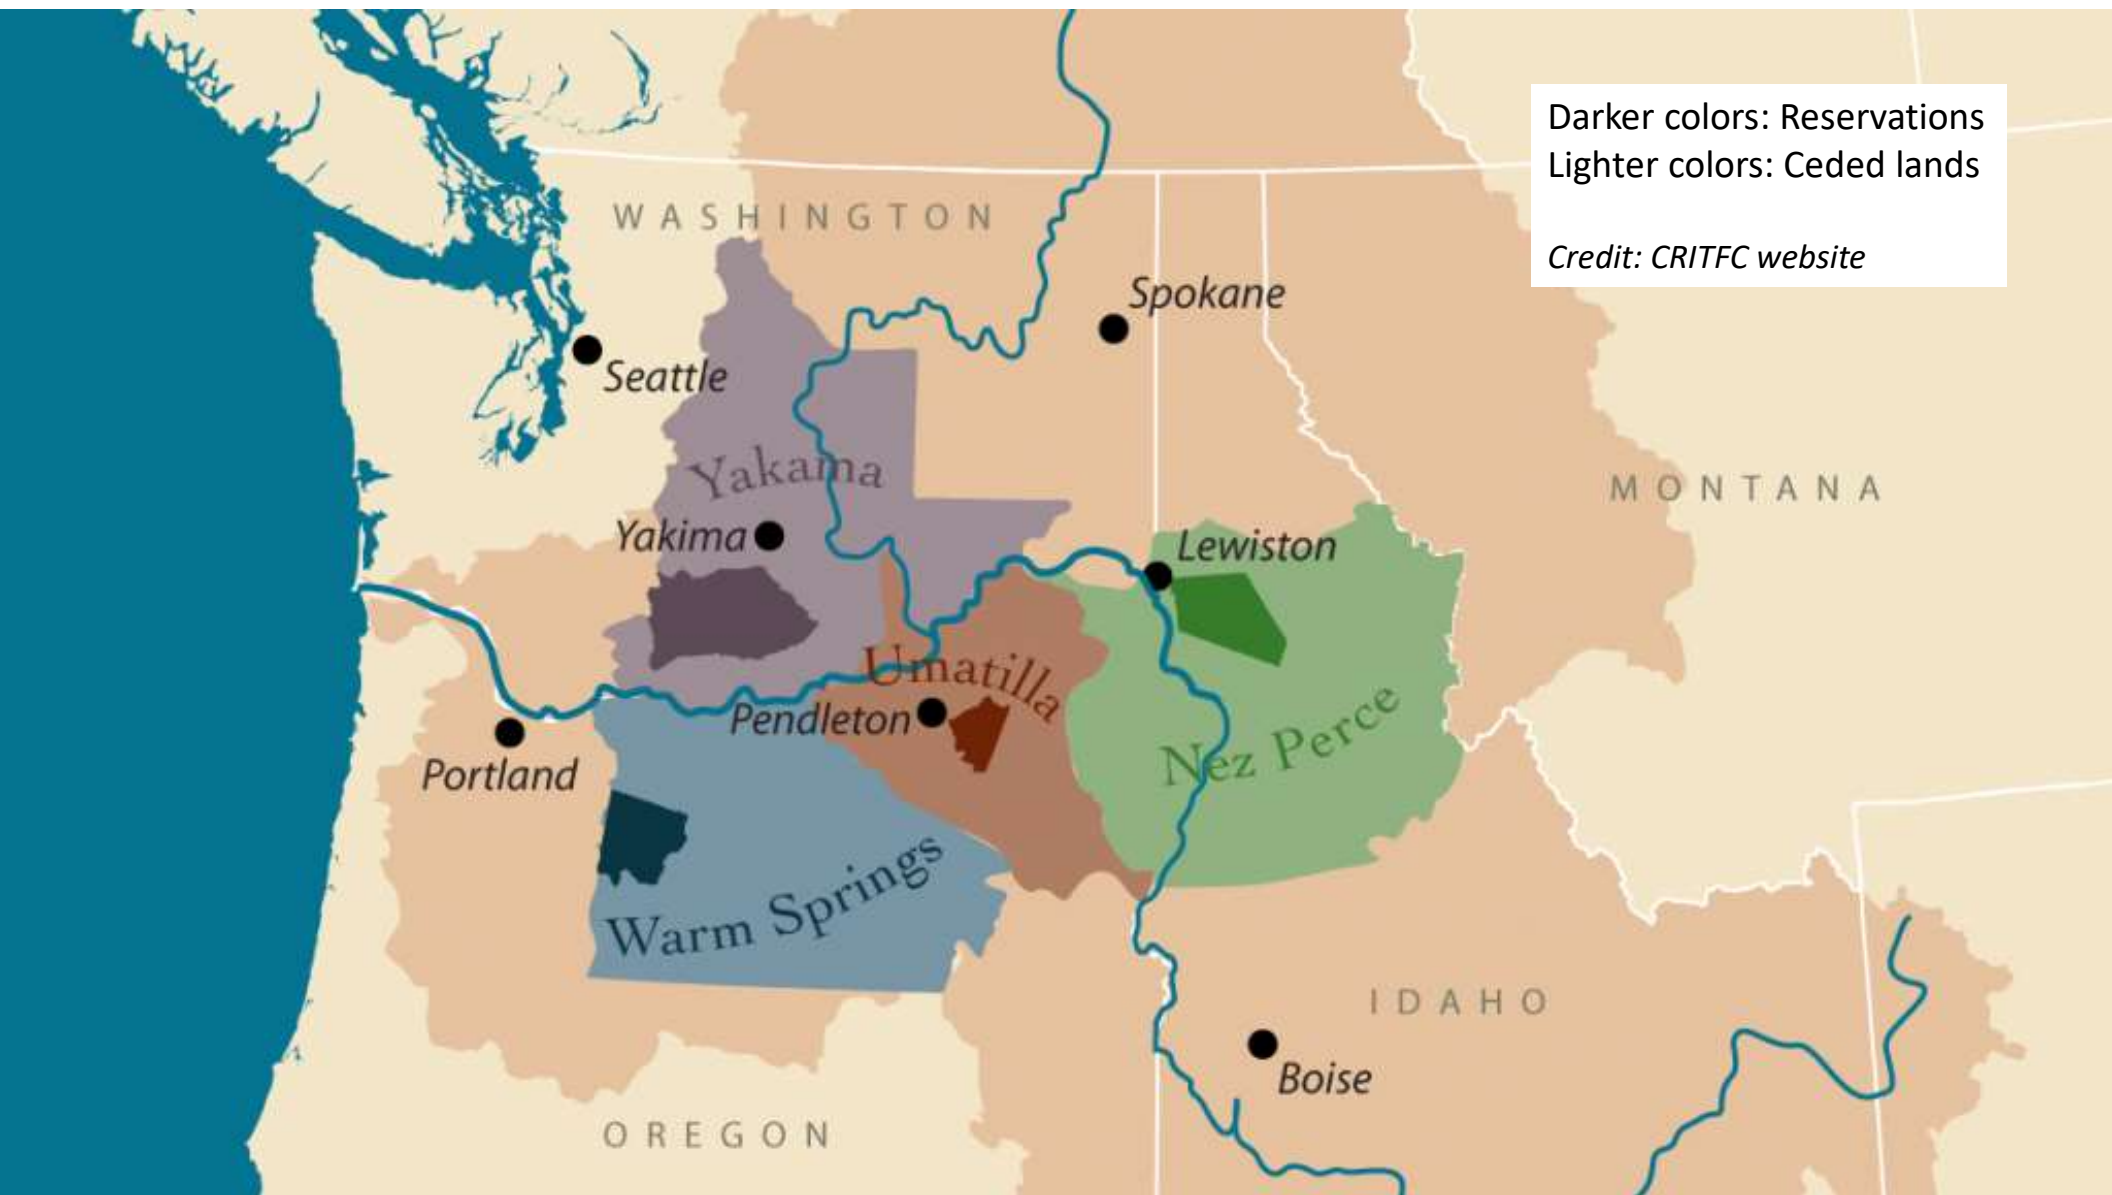 Darker colors: Reservations
Lighter colors: Ceded lands
Credit: CRITFC website
WASHINGTON
Spokane
Seattle
Yakama
MONTANA
Yakima
Lewiston
Umatilla
Pendleton
Nez Perce
Portland
Warm Springs
IDAHO
Boise
OREGON